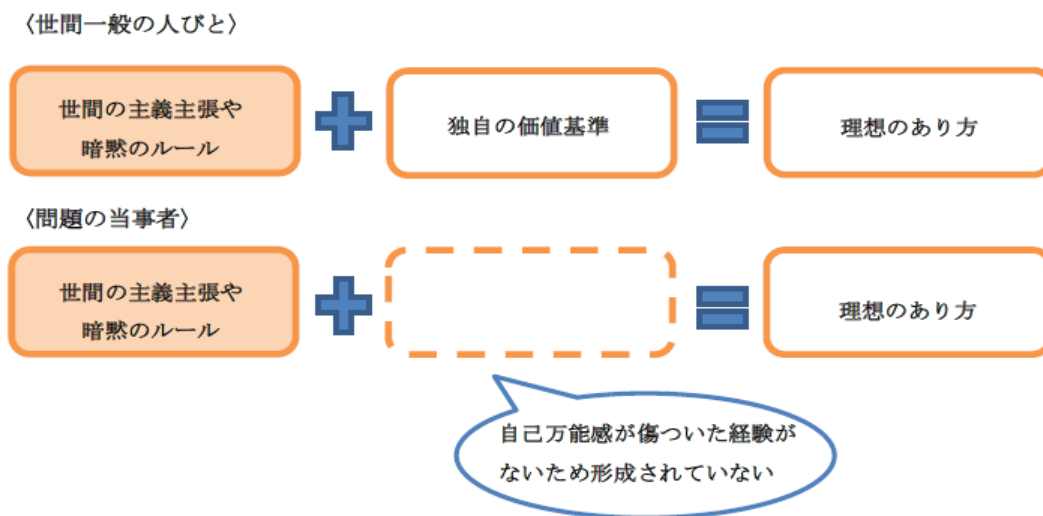 〈世間一般の人びと〉
世間の主義主張や
暗黙のルール
独自の価値基準
理想のあり方
〈問題の当事者〉
世間の主義主張や
暗黙のルール
理想のあり方
自己万能感が傷ついた経験が
ないため形成されていない